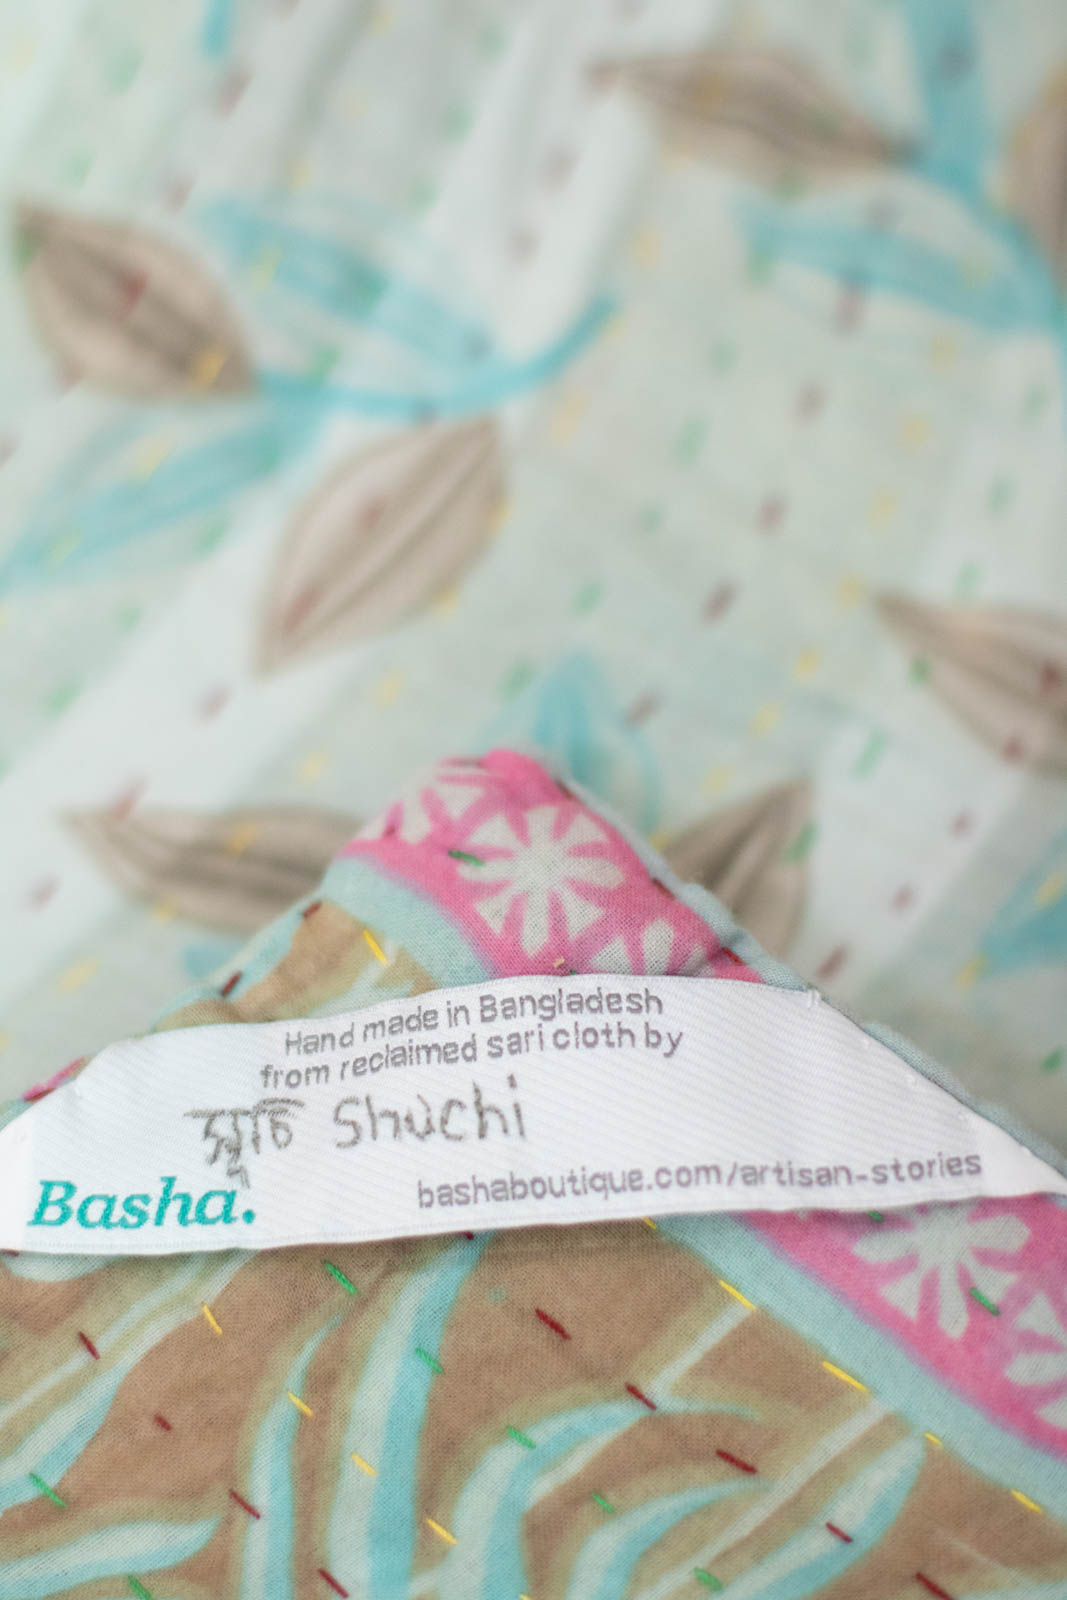 Hand made in Bangladesh
from reclaimed sari cloth by
সুচি Shuchi
Basha.
bashaboutique.com/artisan-stories